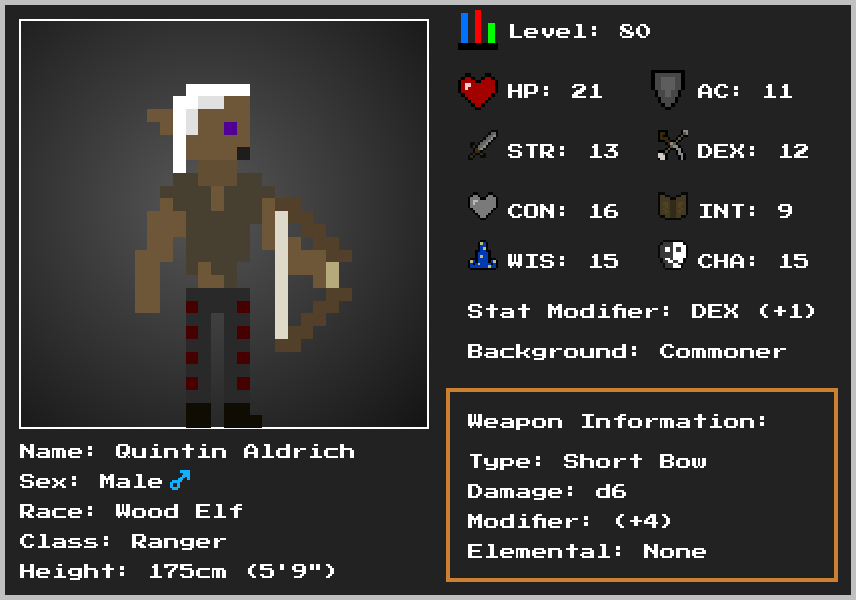 Level: 80
HP: 21
AC: 11
STR: 13
DEX: 12
CON: 16
INT: 9
WIS: 15
CHA: 15
Stat Modifier: DEX (+1)
Background: Commoner
Weapon Information:
Type: Short Bow
Damage: d6
Modifier: (+4)
Elemental: None
Name: Quintin Aldrich
Sex: Male♂
Race: Wood Elf
Class: Ranger
Height: 175cm (5'9")